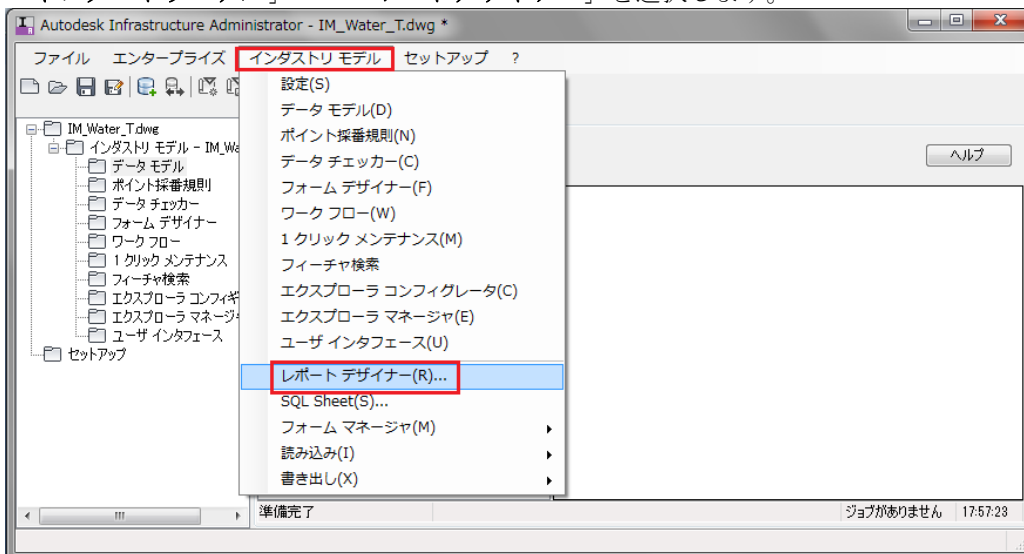 Autodesk Infrastructure Administrator - IM_Water_T.dwg *
ファイル エンタープライズ インダストリ モデル セットアップ ?
設定(S)
データ モデル(D)
ポイント採番規則(N)
データ チェッカー(C)
フォーム デザイナー(F)
ワーク フロー(W)
1 クリック メンテナンス(M)
フィーチャ検索
エクスプローラ コンフィグレータ(C)
エクスプローラ マネージャ(E)
ユーザ インタフェース(U)
レポート デザイナー(R)...
SQL Sheet(S)...
フォーム マネージャ(M)
読み込み(I)
書き出し(X)
IM_Water_T.dwg
インダストリ モデル - IM_Wa
データ モデル
ポイント採番規則
データ チェッカー
フォーム デザイナー
ワーク フロー
1 クリック メンテナンス
フィーチャ検索
エクスプローラ コンフィギ
エクスプローラ マネージ
ユーザ インタフェース
セットアップ
ヘルプ
準備完了
ジョブがありません 17:57:23